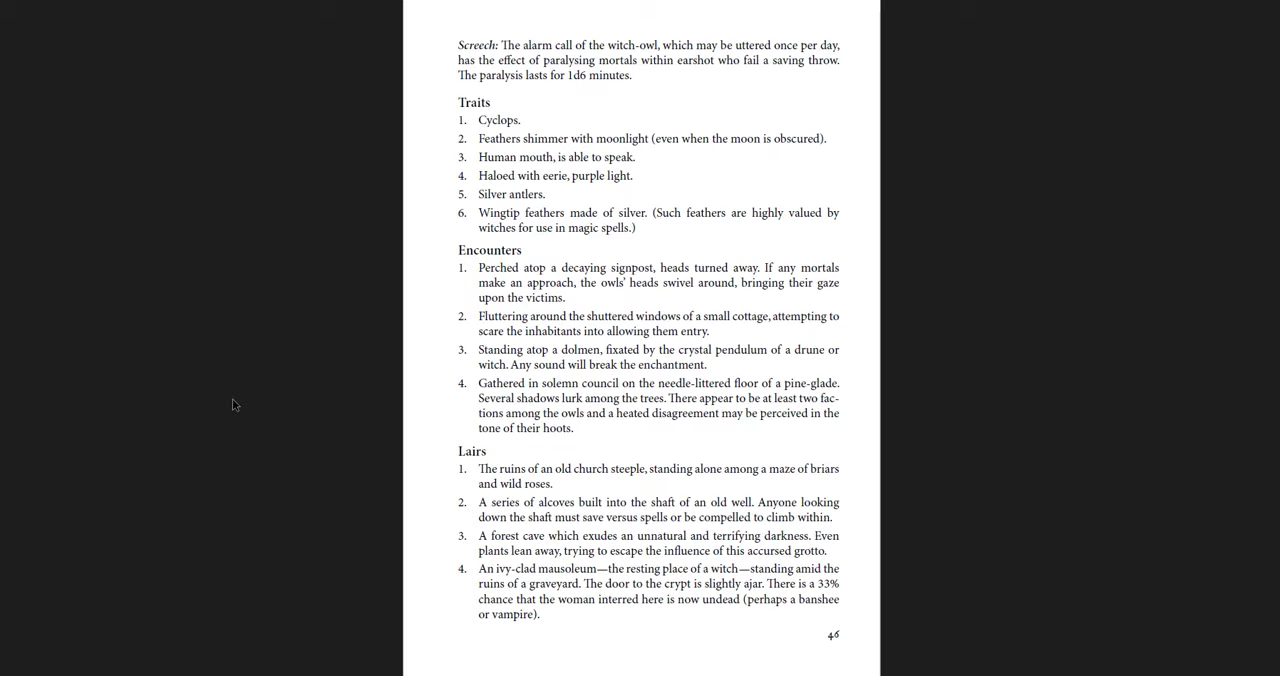 Screech: The alarm call of the witch-owl, which may be uttered once per day,
has the effect of paralysing mortals within earshot who fail a saving throw.
The paralysis lasts for 1d6 minutes.
Traits
1. Cyclops.
2. Feathers shimmer with moonlight (even when the moon is obscured).
3. Human mouth, is able to speak.
4. Haloed with eerie, purple light.
5. Silver antlers.
6. Wingtip feathers made of silver. (Such feathers are highly valued by
witches for use in magic spells.)
Encounters
1. Perched atop a decaying signpost, heads turned away. If any mortals
make an approach, the owls' heads swivel around, bringing their gaze
upon the victims.
2. Fluttering around the shuttered windows of a small cottage, attempting to
scare the inhabitants into allowing them entry.
3. Standing atop a dolmen, fixated by the crystal pendulum of a drune or
witch. Any sound will break the enchantment.
4. Gathered in solemn council on the needle-littered floor of a pine-glade.
Several shadows lurk among the trees. There appear to be at least two fac-
tions among the owls and a heated disagreement may be perceived in the
tone of their hoots.
Lairs
1. The ruins of an old church steeple, standing alone among a maze of briars
and wild roses.
2. A series of alcoves built into the shaft of an old well. Anyone looking
down the shaft must save versus spells or be compelled to climb within.
3. A forest cave which exudes an unnatural and terrifying darkness. Even
plants lean away, trying to escape the influence of this accursed grotto.
4. An ivy-clad mausoleum—the resting place of a witch—standing amid the
ruins of a graveyard. The door to the crypt is slightly ajar. There is a 33%
chance that the woman interred here is now undead (perhaps a banshee
or vampire).
46